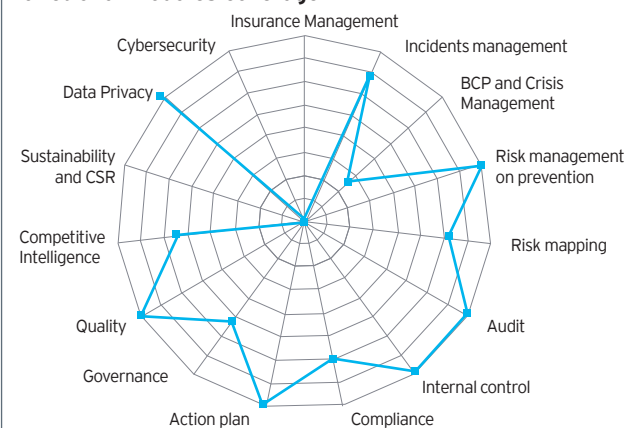 Insurance Management
Cybersecurity
Incidents management
Data Privacy
BCP and Crisis
Management
Sustainability
and CSR
Risk management
on prevention
Competitive
Intelligence
Risk mapping
Quality
Audit
Governance
Internal control
Action plan
Compliance